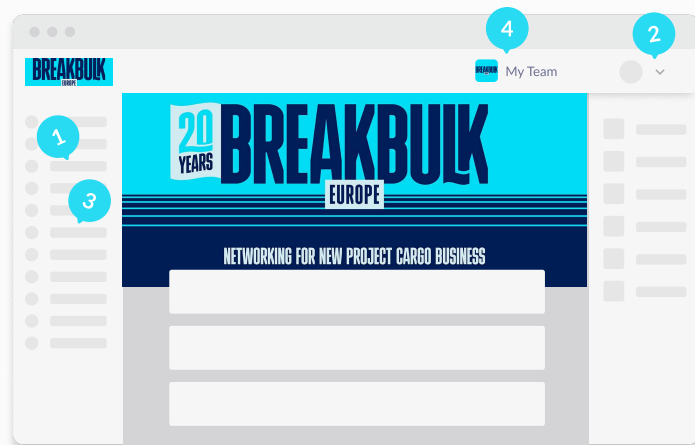 4
2
BREAKBULK
EUROPE
My Team
1
3
20
YEARS
BREAKBULK
EUROPE
NETWORKING FOR NEW PROJECT CARGO BUSINESS